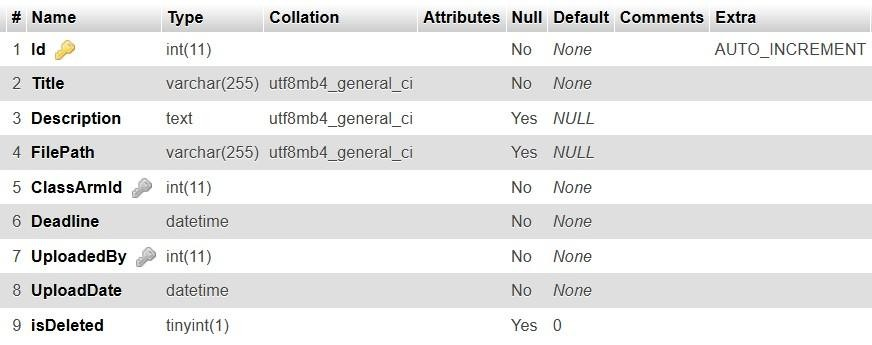 # Name Type Collation Attributes Null Default Comments Extra
1 Id int(11) No None AUTO_INCREMENT
2 Title varchar(255) utf8mb4_general_ci No None
3 Description text utf8mb4_general_ci Yes NULL
4 FilePath varchar(255) utf8mb4_general_ci Yes NULL
5 ClassArmId int(11) No None
6 Deadline datetime No None
7 UploadedBy int(11) No None
8 UploadDate datetime No None
9 isDeleted tinyint(1) Yes 0